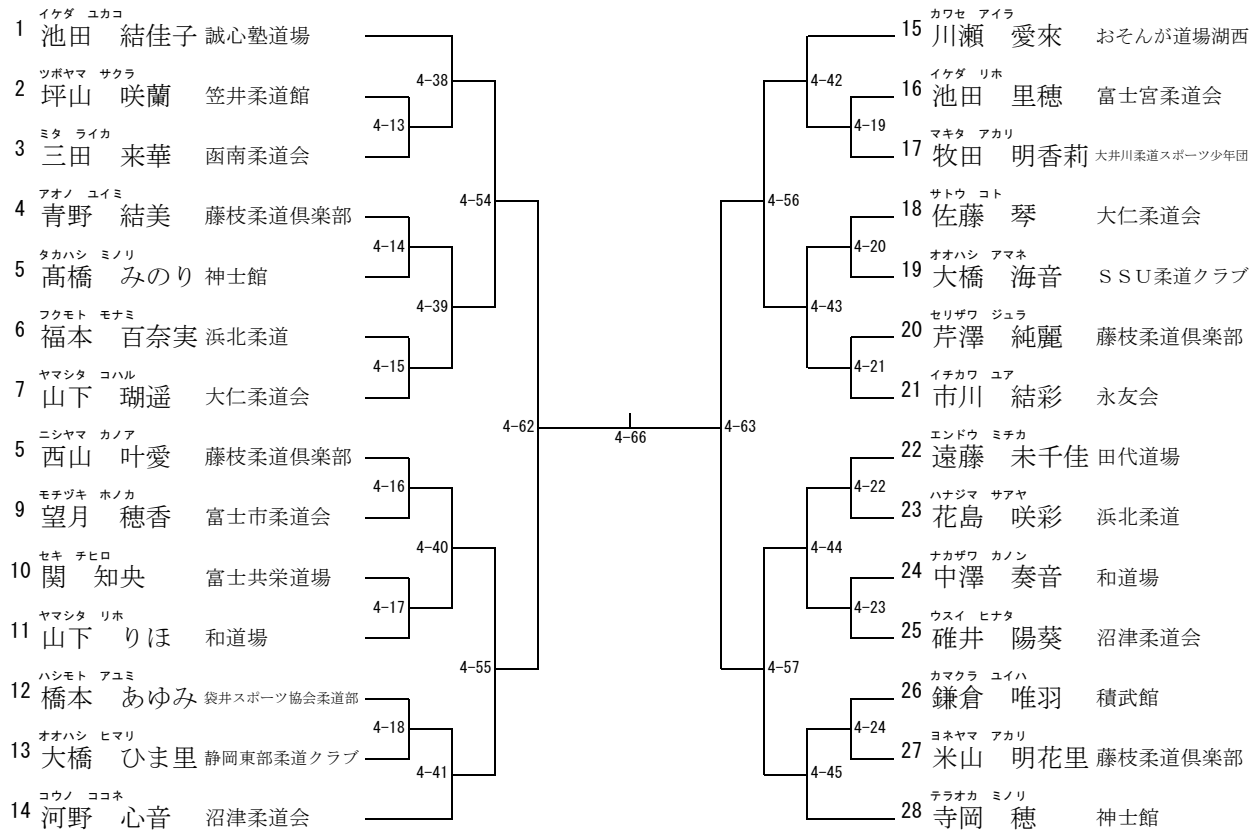 イケダ ユカコ
1 池田 結佳子 誠心塾道場
ツボヤマ サクラ
2 坪山 咲蘭 笠井柔道館
ミタ ライカ
3 三田 来華 函南柔道会
アオノ ユイミ
4 青野 結美 藤枝柔道倶楽部
タカハシ ミノリ
5 髙橋 みのり 神士館
フクモト モナミ
6 福本 百奈実 浜北柔道
ヤマシタ コハル
7 山下 瑚遥 大仁柔道会
ニシヤマ カノア
5 西山 叶愛 藤枝柔道倶楽部
モチヅキ ホノカ
9 望月 穂香 富士市柔道会
セキ チヒロ
10 関 知央 富士共栄道場
ヤマシタ リホ
11 山下 りほ 和道場
ハシモト アユミ
12 橋本 あゆみ 袋井スポーツ協会柔道部
オオハシ ヒマリ
13 大橋 ひま里 静岡東部柔道クラブ
コウノ ココネ
14 河野 心音 沼津柔道会
4-38
4-13
4-54
4-14
4-39
4-15
4-62
4-16
4-40
4-17
4-55
4-18
4-41
4-66
カワセ アイラ
15 川瀬 愛來 おそんが道場湖西
イケダ リホ
16 池田 里穂 富士宮柔道会
マキタ アカリ
17 牧田 明香莉 大井川柔道スポーツ少年団
サトウ コト
18 佐藤 琴 大仁柔道会
オオハシ アマネ
19 大橋 海音 ＳＳＵ柔道クラブ
セリザワ ジュラ
20 芹澤 純麗 藤枝柔道倶楽部
イチカワ ユア
21 市川 結彩 永友会
エンドウ ミチカ
22 遠藤 未千佳 田代道場
ハナジマ サアヤ
23 花島 咲彩 浜北柔道
ナカザワ カノン
24 中澤 奏音 和道場
ウスイ ヒナタ
25 碓井 陽葵 沼津柔道会
カマクラ ユイハ
26 鎌倉 唯羽 積武館
ヨネヤマ アカリ
27 米山 明花里 藤枝柔道倶楽部
テラオカ ミノリ
28 寺岡 穂 神士館
4-42
4-19
4-56
4-20
4-43
4-21
4-63
4-22
4-44
4-23
4-57
4-24
4-45